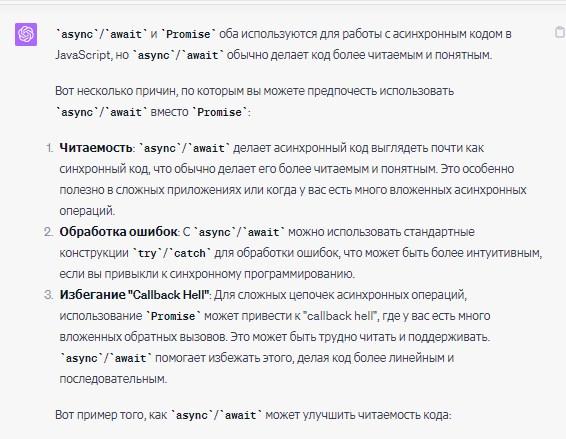 `async`/`await` и `Promise` оба используются для работы с асинхронным кодом в
JavaScript, но `async`/`await` обычно делает код более читаемым и понятным.
Вот несколько причин, по которым вы можете предпочесть использовать
`async`/`await` вместо `Promise`:
1. Читаемость: `async`/`await` делает асинхронный код выглядеть почти как
синхронный код, что обычно делает его более читаемым и понятным. Это особенно
полезно в сложных приложениях или когда у вас есть много вложенных асинхронных
операций.
2. Обработка ошибок: С `async`/`await` можно использовать стандартные
конструкции `try`/`catch` для обработки ошибок, что может быть более интуитивным,
если вы привыкли к синхронному программированию.
3. Избегание "Callback Hell": Для сложных цепочек асинхронных операций,
использование `Promise` может привести к "callback hell", где у вас есть много
вложенных обратных вызовов. Это может быть трудно читать и поддерживать.
`async`/`await` помогает избежать этого, делая код более линейным и
последовательным.
Вот пример того, как `async`/`await` может улучшить читаемость кода: